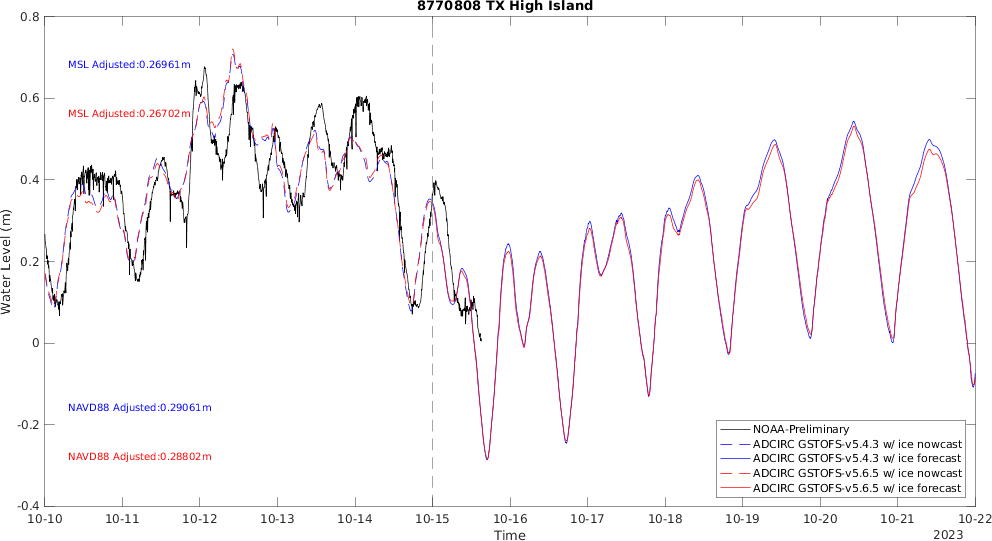 8770808 TX High Island
0.8
0.6
0.4
0.2
0
-0.2
-0.4
Water Level (m)
MSL Adjusted:0.26961m
MSL Adjusted:0.26702m
NAVD88 Adjusted:0.29061m
NAVD88 Adjusted:0.28802m
NOAA-Preliminary
ADCIRC GSTOFS-v5.4.3 w/ ice nowcast
ADCIRC GSTOFS-v5.4.3 w/ ice forecast
ADCIRC GSTOFS-v5.6.5 w/ ice nowcast
ADCIRC GSTOFS-v5.6.5 w/ ice forecast
10-10 10-11 10-12 10-13 10-14 10-15 10-16 10-17 10-18 10-19 10-20 10-21 10-22
Time
2023